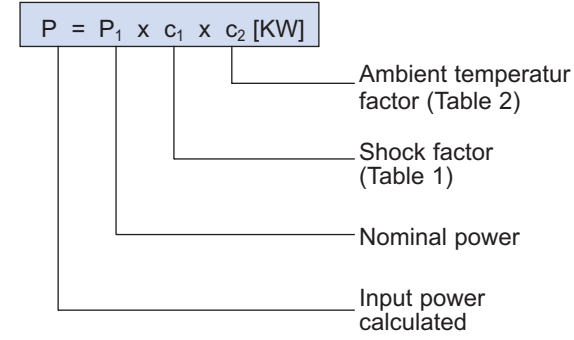 P = P₁ x c₁ x c₂ [KW]
Ambient temperatur
factor (Table 2)
Shock factor
(Table 1)
Nominal power
Input power
calculated